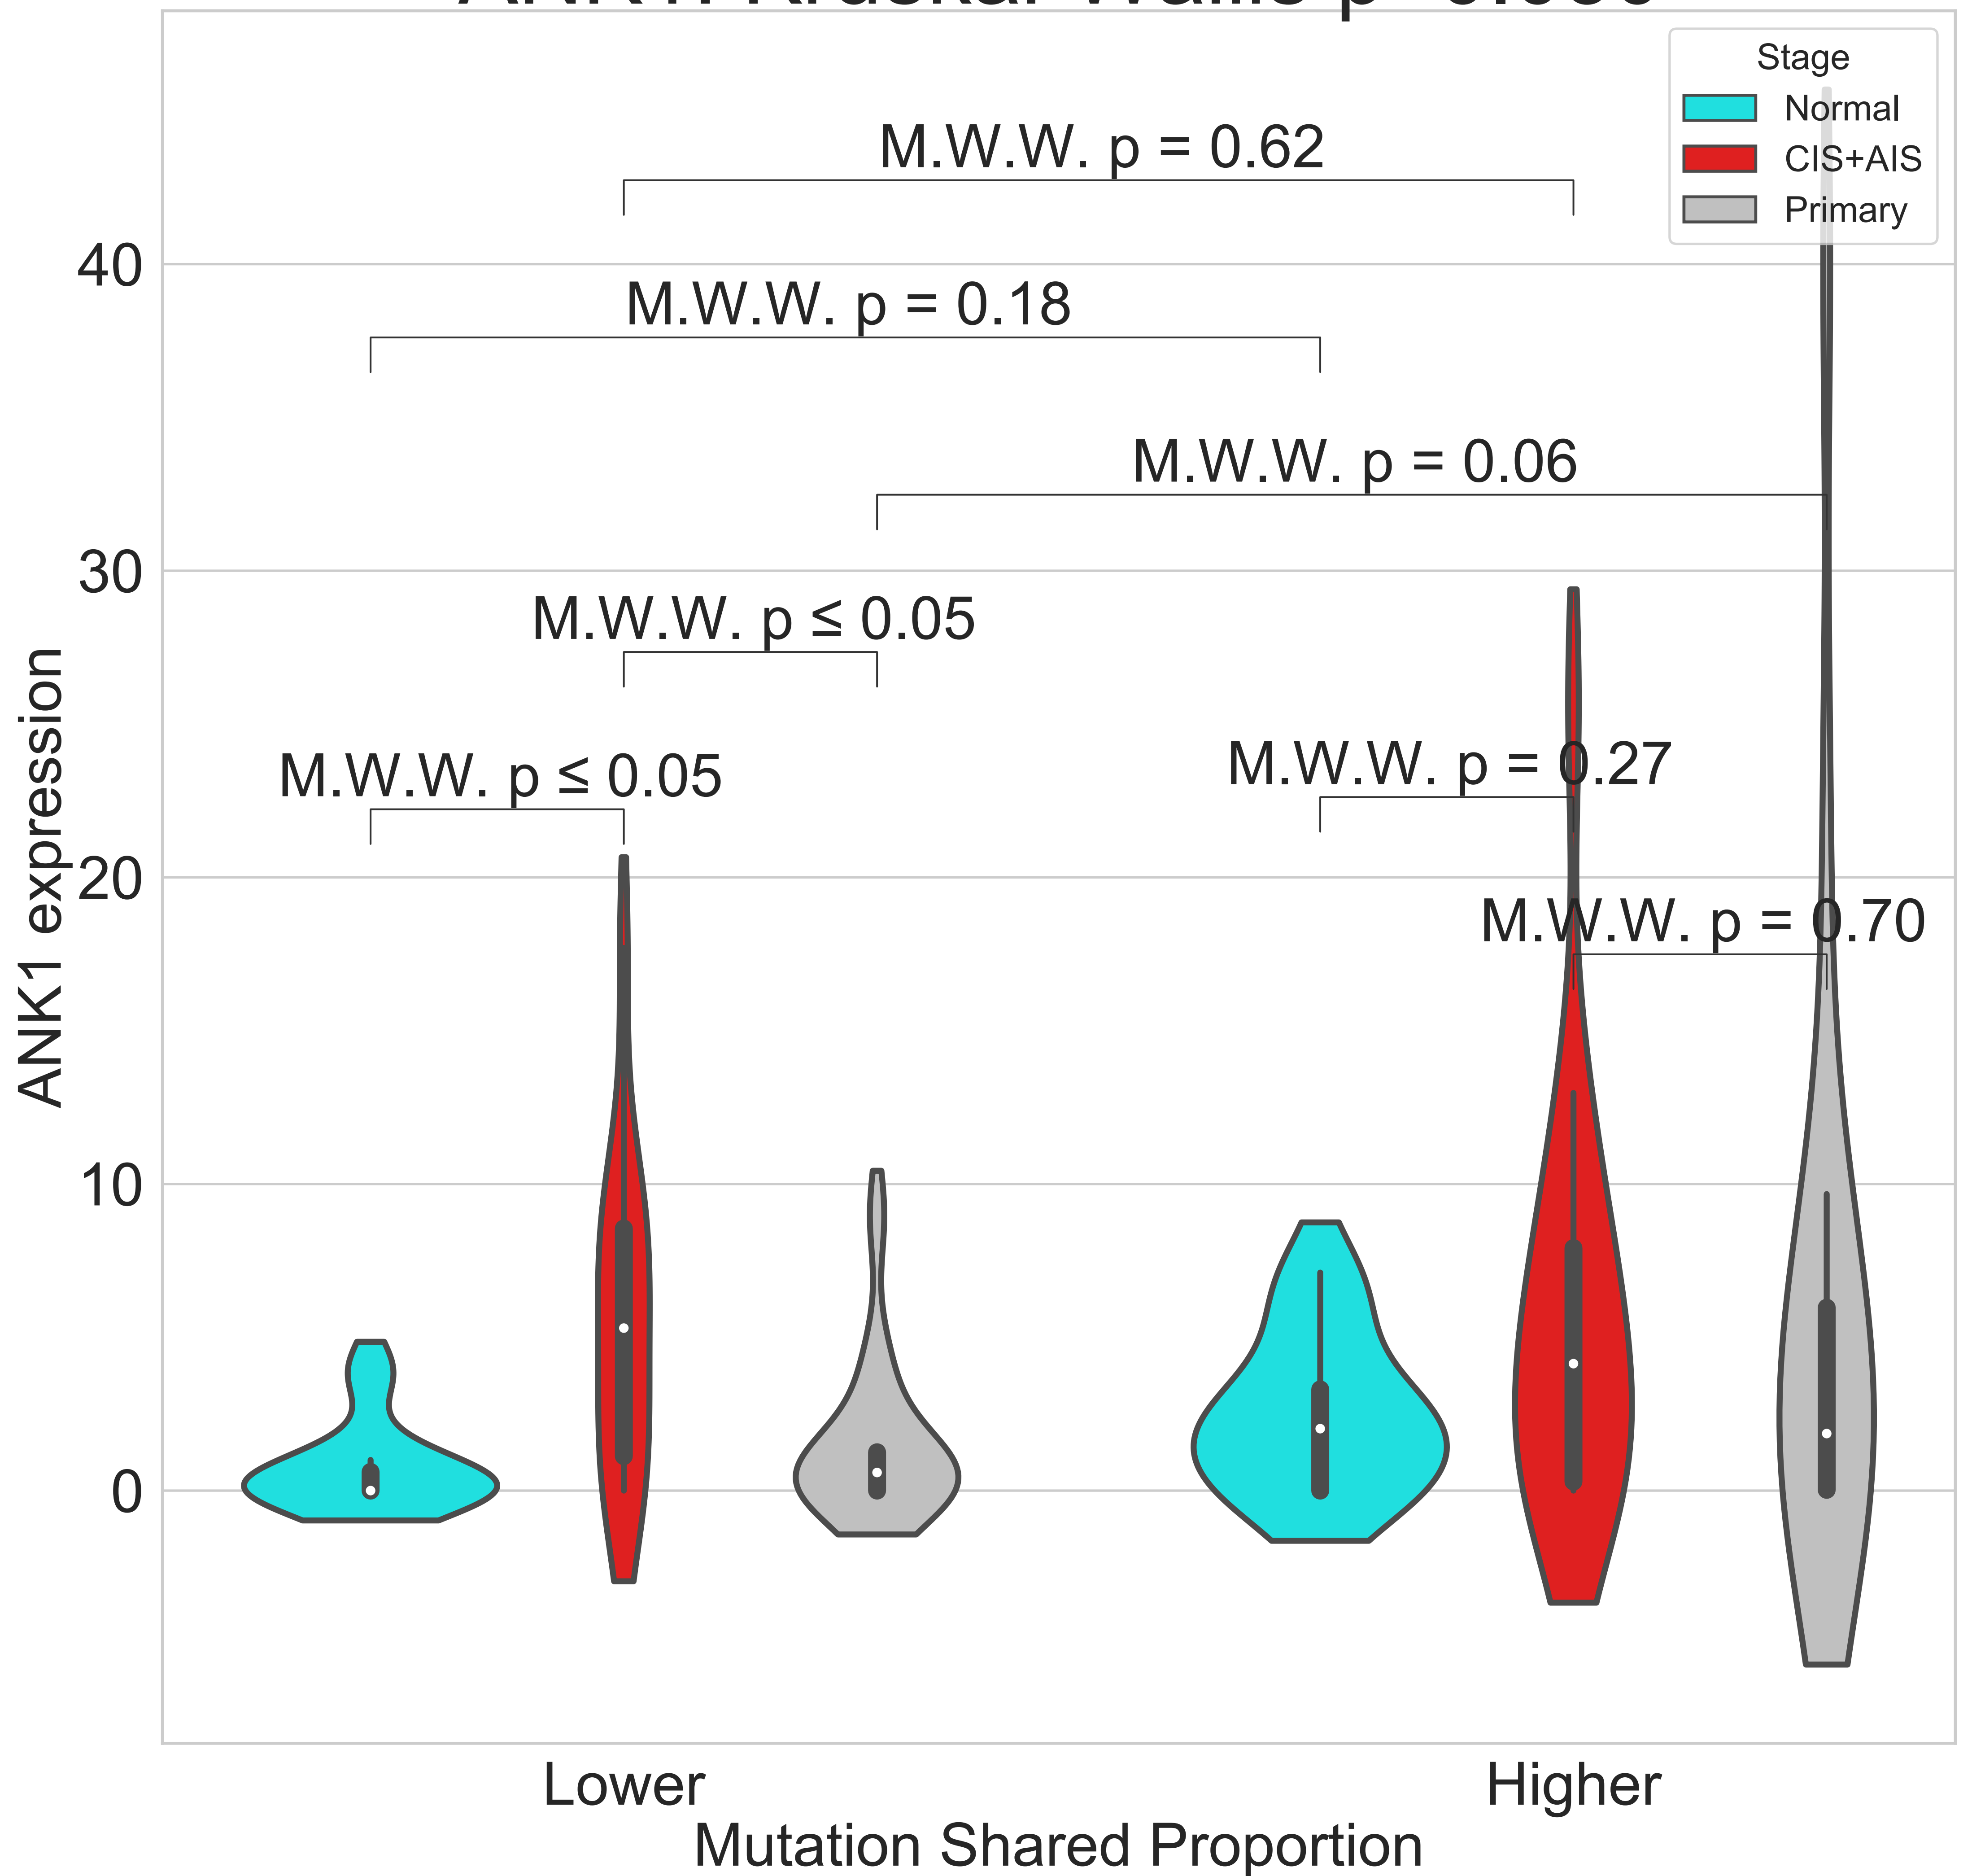 Stage
Normal
CIS+AIS
Primary
M.W.W. p = 0.62
40
M.W.W. p = 0.18
M.W.W. p = 0.06
30
M.W.W. p ≤ 0.05
M.W.W. p ≤ 0.05
M.W.W. p = 0.27
20
M.W.W. p = 0.70
10
0
ANK1 expression
Lower
Higher
Mutation Shared Proportion